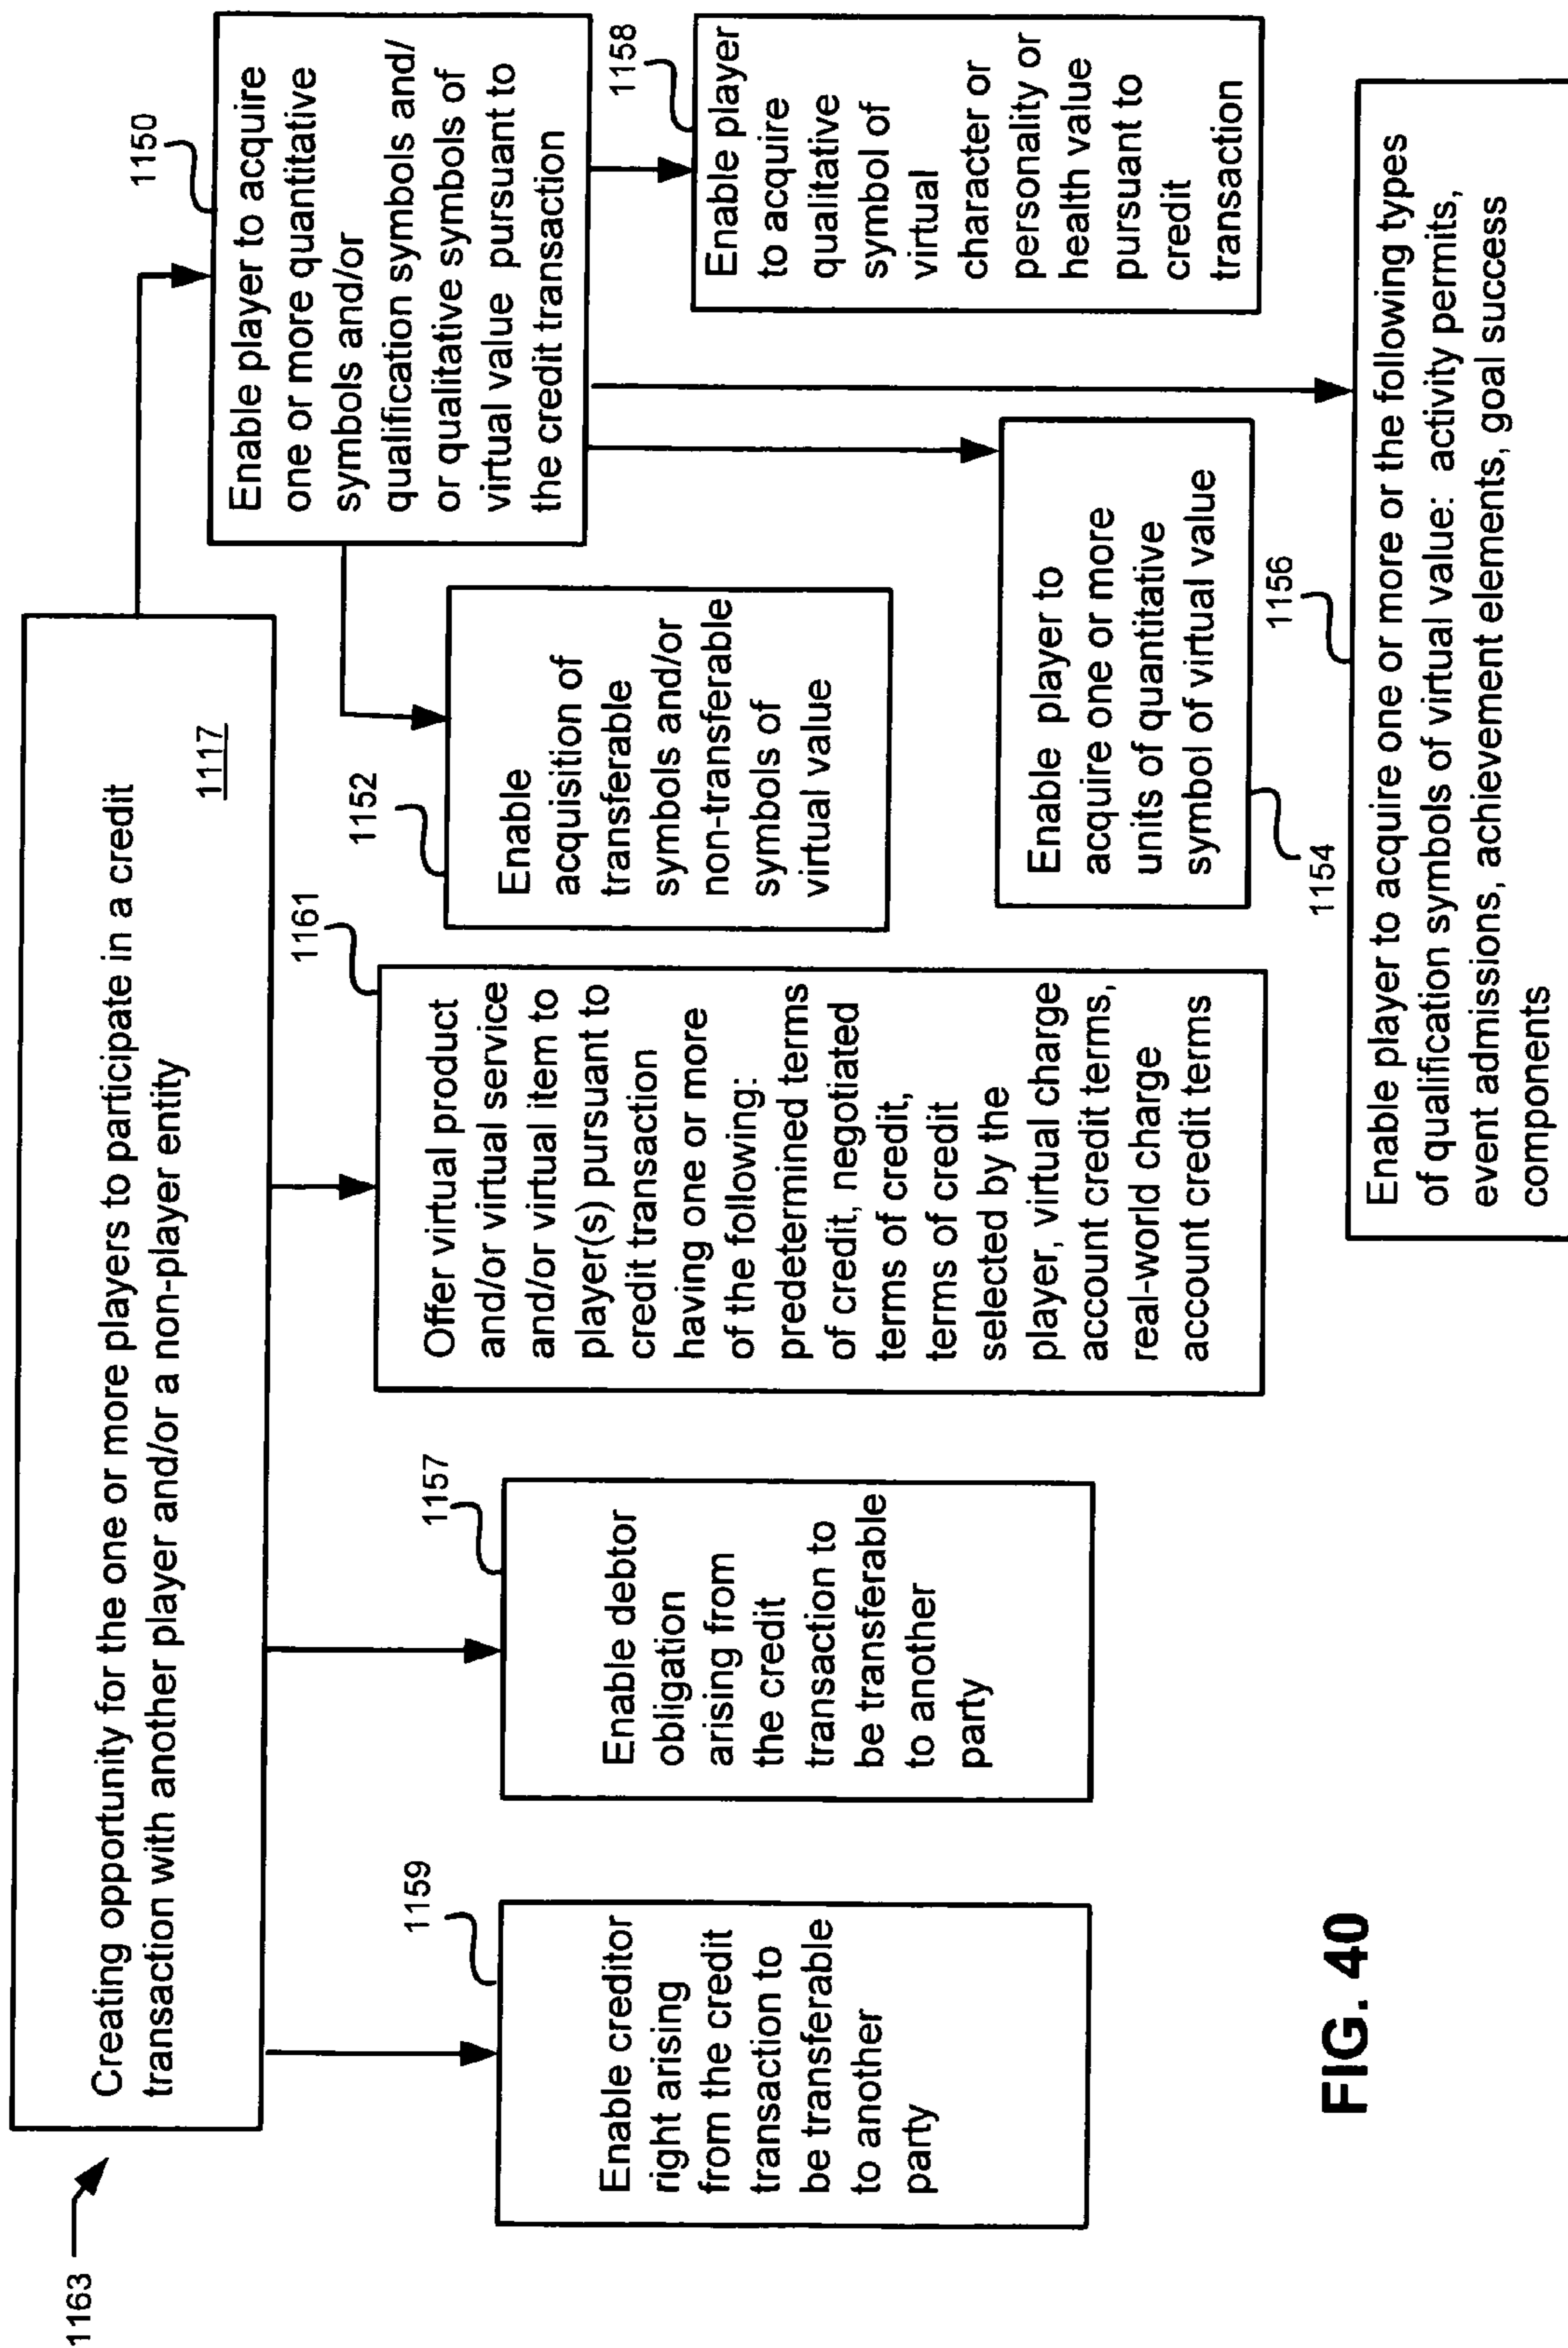 1163
Creating opportunity for the one or more players to participate in a credit
transaction with another player and/or a non-player entity
1117
1159
Enable creditor
right arising
from the credit
transaction to
be transferable
to another
party
1157
Enable debtor
obligation
arising from
the credit
transaction to
be transferable
to another
party
1161
Offer virtual product
and/or virtual service
and/or virtual item to
player(s) pursuant to
credit transaction
having one or more
of the following:
predetermined terms
of credit, negotiated
terms of credit,
terms of credit
selected by the
player, virtual charge
account credit terms,
real-world charge
account credit terms
1150
Enable player to acquire
one or more quantitative
symbols and/or
qualification symbols and/
or qualitative symbols of
virtual value pursuant to
the credit transaction
1152
Enable
acquisition of
transferable
symbols and/or
non-transferable
symbols of
virtual value
1158
Enable player
to acquire
qualitative
symbol of
virtual
character or
personality or
health value
pursuant to
credit
transaction
Enable player to
acquire one or more
units of quantitative
symbol of virtual value
1154
1156
Enable player to acquire one or more or the following types
of qualification symbols of virtual value: activity permits,
event admissions, achievement elements, goal success
components
FIG. 40